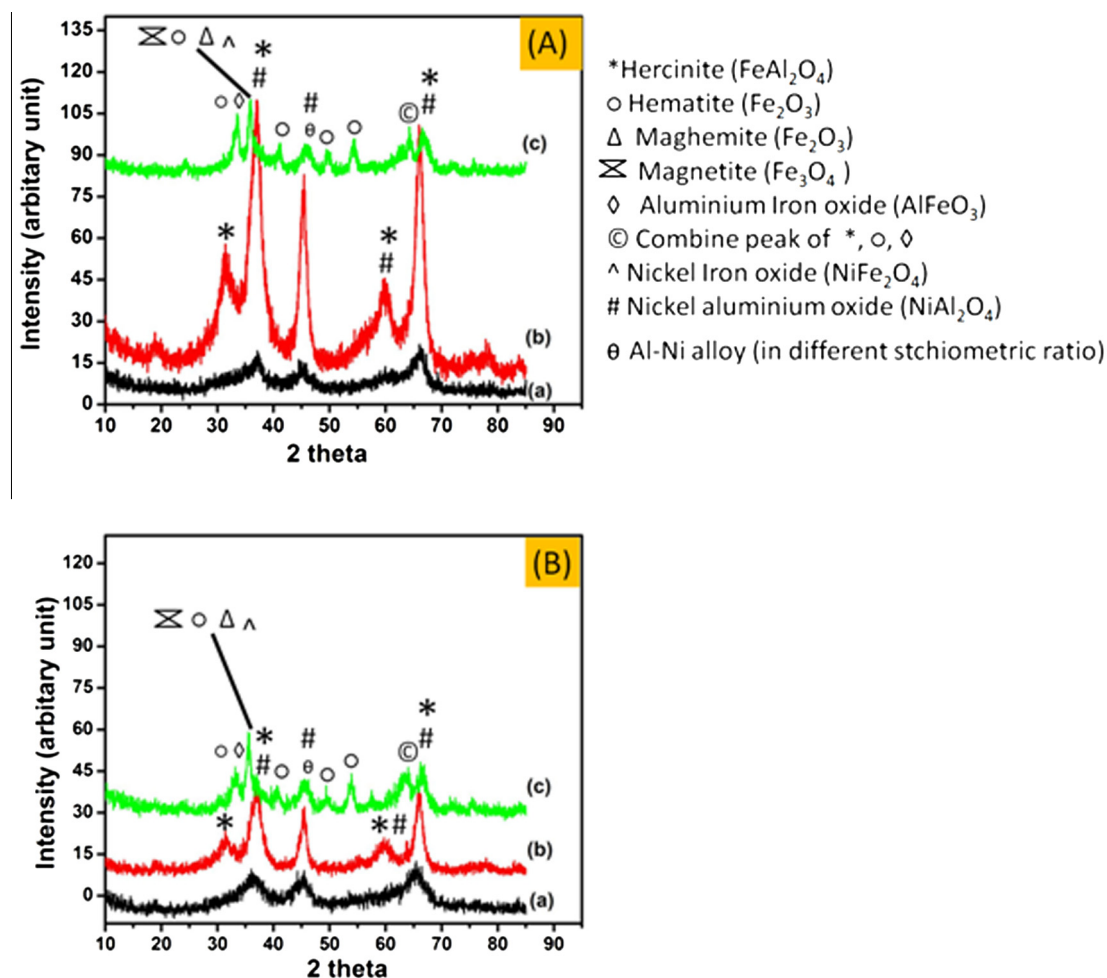 (A)
135
120
105
90
75
60
45
30
15
0
Intensity (arbitary unit)
○ Δ ^
*
#
○ ◊
○
#
θ
○
○
©
*
#
(c)
*
*
#
(b)
(a)
10 20 30 40 50 60 70 80 90
2 theta
*Hercinite (FeAl₂O₄)
○ Hematite (Fe₂O₃)
Δ Maghemite (Fe₂O₃)
Magnetite (Fe₃O₄ )
◊ Aluminium Iron oxide (AlFeO₃)
© Combine peak of *, ○, ◊
^ Nickel Iron oxide (NiFe₂O₄)
# Nickel aluminium oxide (NiAl₂O₄)
θ Al-Ni alloy (in different stchiometric ratio)
(B)
120
105
90
75
60
45
30
15
0
Intensity (arbitary unit)
○ Δ ^
○ ◊
*
#
○
#
θ
○
○
©
*
#
(c)
*
* #
(b)
(a)
10 20 30 40 50 60 70 80 90
2 theta